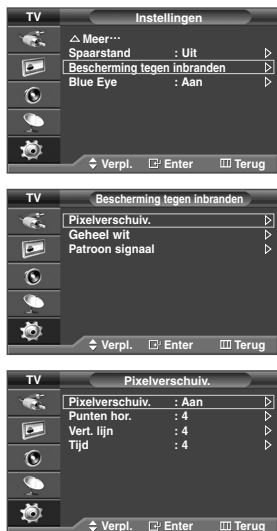 TV Instellingen
△ Meer...
Spaarstand : Uit
Bescherming tegen inbranden
Blue Eye : Aan
Verpl. Enter Terug
TV Bescherming tegen inbranden
Pixelverschuiv.
Geheel wit
Patroon signaal
Verpl. Enter Terug
TV Pixelverschuiv.
Pixelverschuiv. : Aan
Punten hor. : 4
Vert. lijn : 4
Tijd : 4
Verpl. Enter Terug